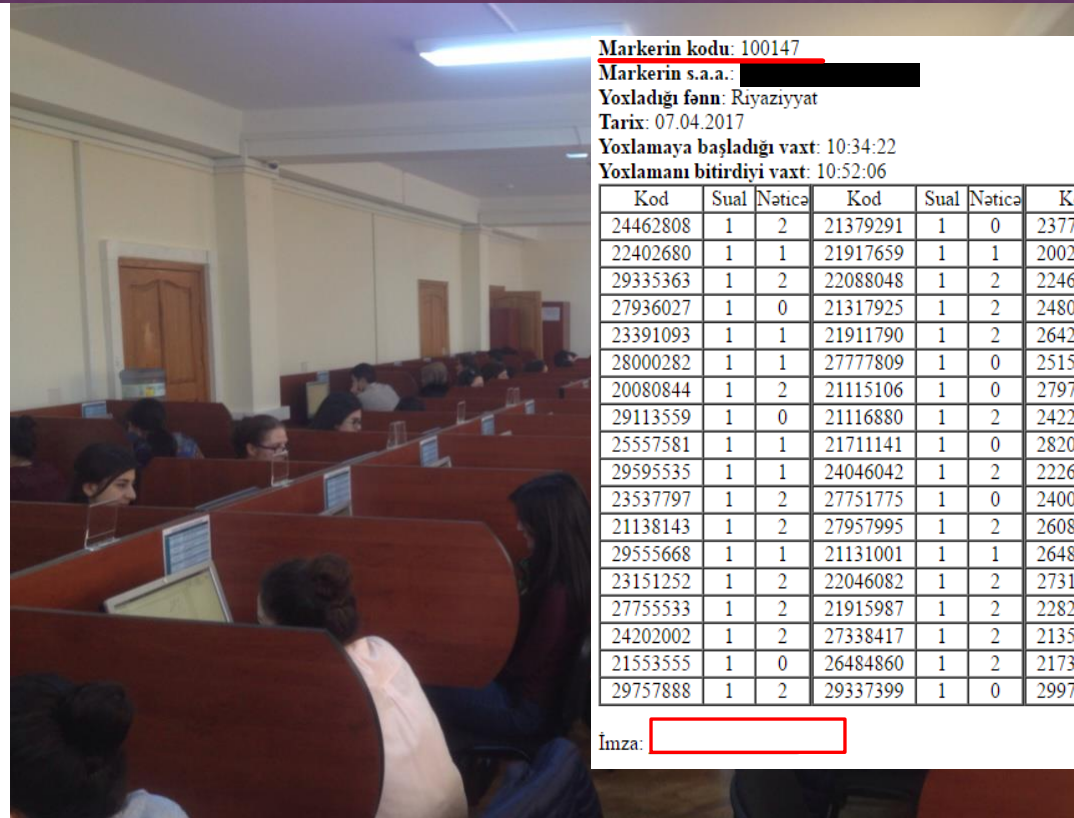 Markerin kodu: 100147
Markerin s.a.a.:
Yoxladığı fənn: Riyaziyyat
Tarix: 07.04.2017
Yoxlamaya başladığı vaxt: 10:34:22
Yoxlamanı bitirdiyi vaxt: 10:52:06
Kod Sual Nəticə Kod Sual Nəticə K
24462808 1 2 21379291 1 0 2377
22402680 1 1 21917659 1 1 2002
29335363 1 2 22088048 1 2 2246
27936027 1 0 21317925 1 2 2480
23391093 1 1 21911790 1 2 2642
28000282 1 1 27777809 1 0 2515
20080844 1 2 21115106 1 0 2797
29113559 1 0 21116880 1 2 2422
25557581 1 1 21711141 1 0 2820
29595535 1 1 24046042 1 2 2226
23537797 1 2 27751775 1 0 2400
21138143 1 2 27957995 1 2 2608
29555668 1 1 21131001 1 1 2648
23151252 1 2 22046082 1 2 2731
27755533 1 2 21915987 1 2 2282
24202002 1 2 27338417 1 2 2135
21553555 1 0 26484860 1 2 2173
29757888 1 2 29337399 1 0 2997
İmza: